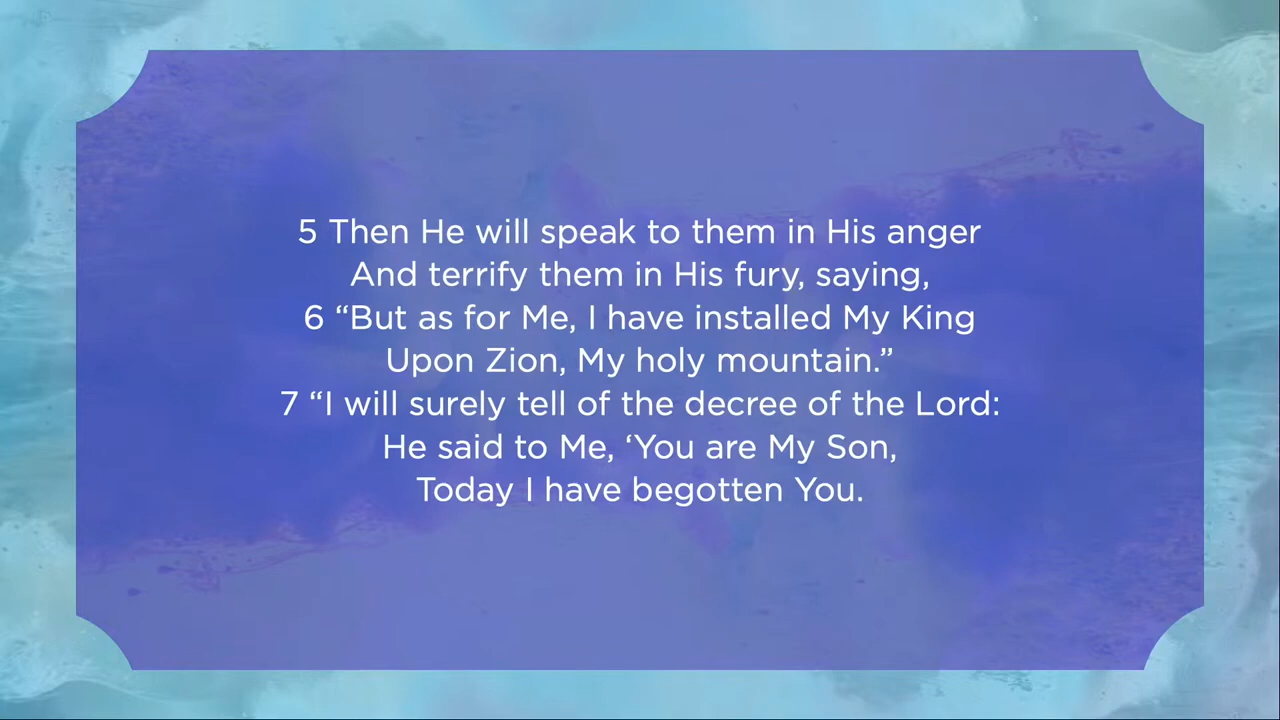 5 Then He will speak to them in His anger
And terrify them in His fury, saying,
6 “But as for Me, I have installed My King
Upon Zion, My holy mountain.”
7 “I will surely tell of the decree of the Lord:
He said to Me, ‘You are My Son,
Today I have begotten You.